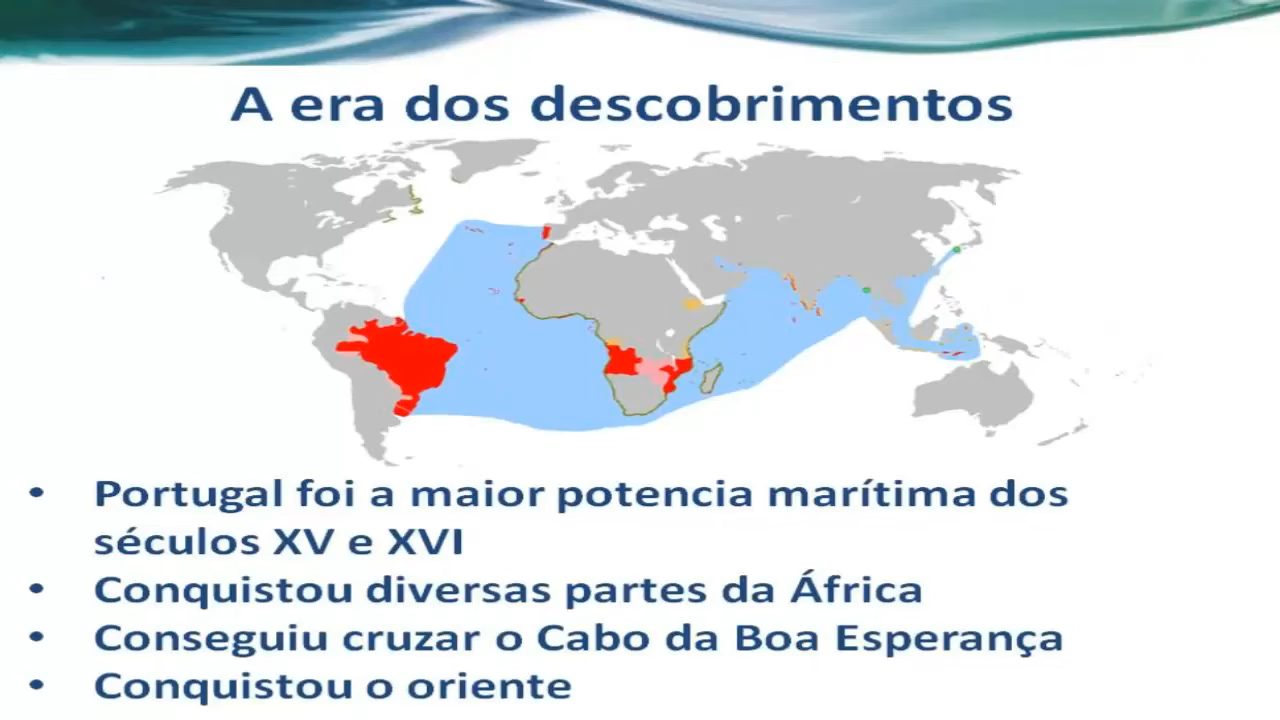 A era dos descobrimentos
• Portugal foi a maior potencia marítima dos
séculos XV e XVI
• Conquistou diversas partes da África
• Conseguiu cruzar o Cabo da Boa Esperança
• Conquistou o oriente